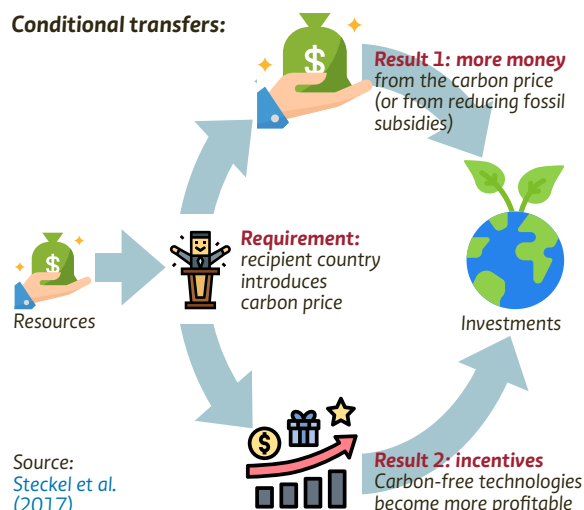 Conditional transfers:
$
Result 1: more money
from the carbon price
(or from reducing fossil
subsidies)
$
Resources
Requirement:
recipient country
introduces
carbon price
Investments
$
Source:
Steckel et al.
(2017)
Result 2: incentives
Carbon-free technologies
become more profitable